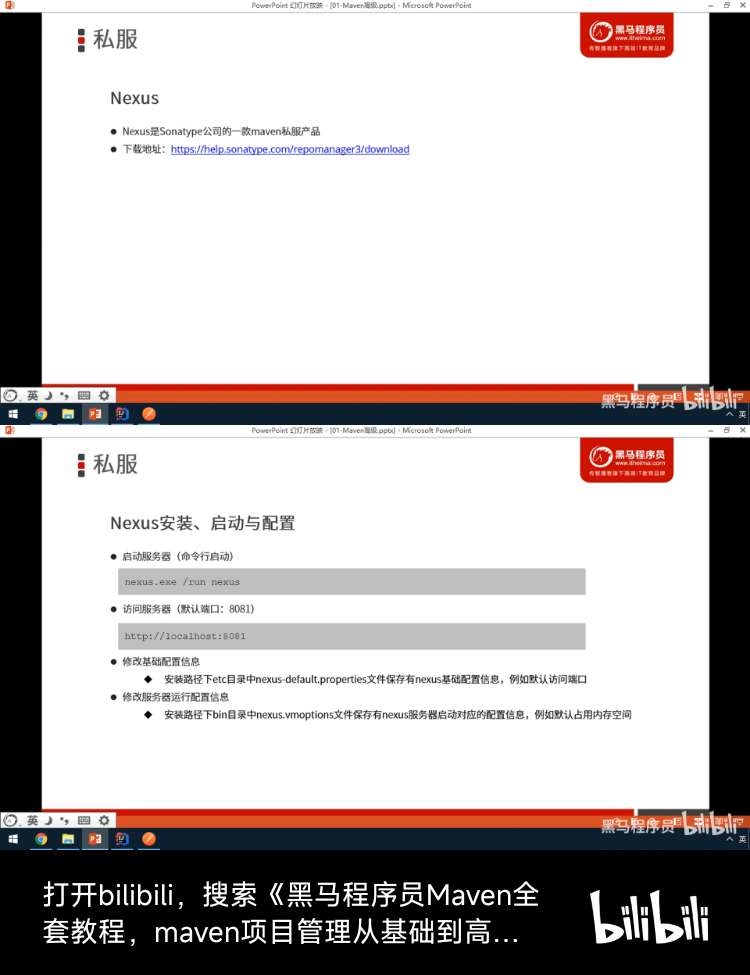 PowerPoint 幻灯片放映 - [01-Maven高级.pptx] - Microsoft PowerPoint
私服
黑马程序员
www.itheima.com
传智播客旗下高端IT教育品牌
Nexus
● Nexus是Sonatype公司的一款maven私服产品
● 下载地址：https://help.sonatype.com/repomanager3/download
英
黑马程序员 bilibili
英
PowerPoint 幻灯片放映 - [01-Maven高级.pptx] - Microsoft PowerPoint
私服
黑马程序员
www.itheima.com
传智播客旗下高端IT教育品牌
Nexus安装、启动与配置
● 启动服务器（命令行启动）
nexus.exe /run nexus
● 访问服务器（默认端口：8081）
http://localhost:8081
● 修改基础配置信息
◆ 安装路径下etc目录中nexus-default.properties文件保存有nexus基础配置信息，例如默认访问端口
● 修改服务器运行配置信息
◆ 安装路径下bin目录中nexus.vmoptions文件保存有nexus服务器启动对应的配置信息，例如默认占用内存空间
英
黑马程序员 bilibili
英
打开bilibili，搜索《黑马程序员Maven全
套教程，maven项目管理从基础到高...
bilibili